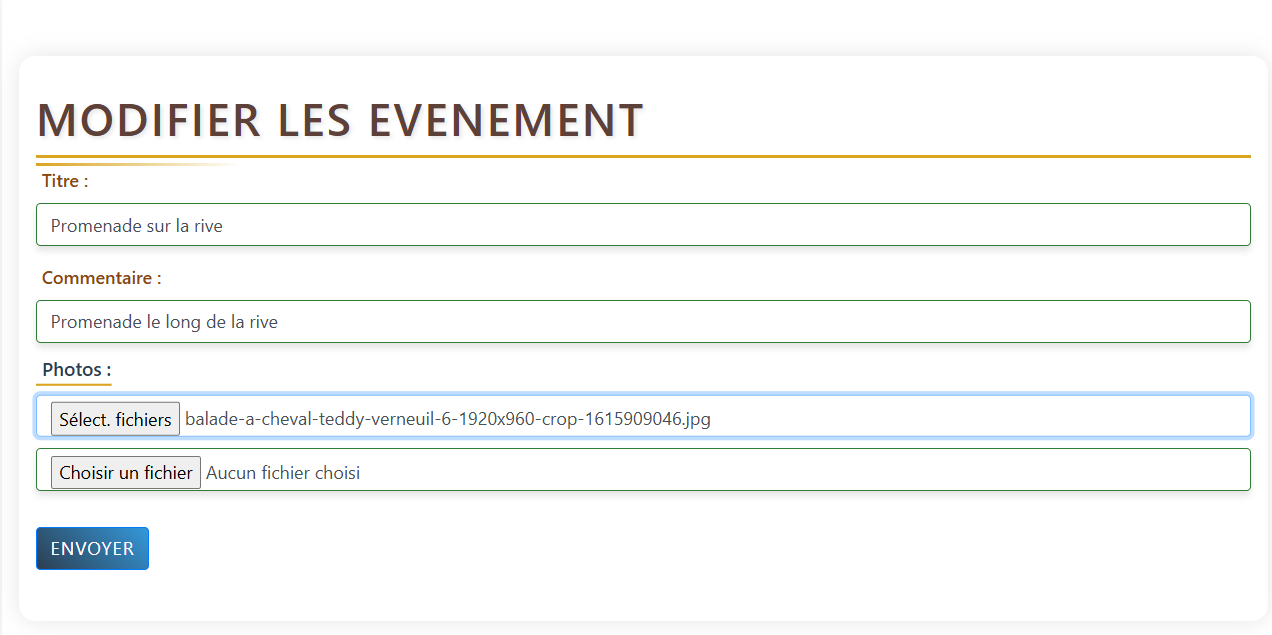 MODIFIER LES EVENEMENT
Titre :
Promenade sur la rive
Commentaire :
Promenade le long de la rive
Photos :
Sélect. fichiers balade-a-cheval-teddy-verneuil-6-1920x960-crop-1615909046.jpg
Choisir un fichier Aucun fichier choisi
ENVOYER